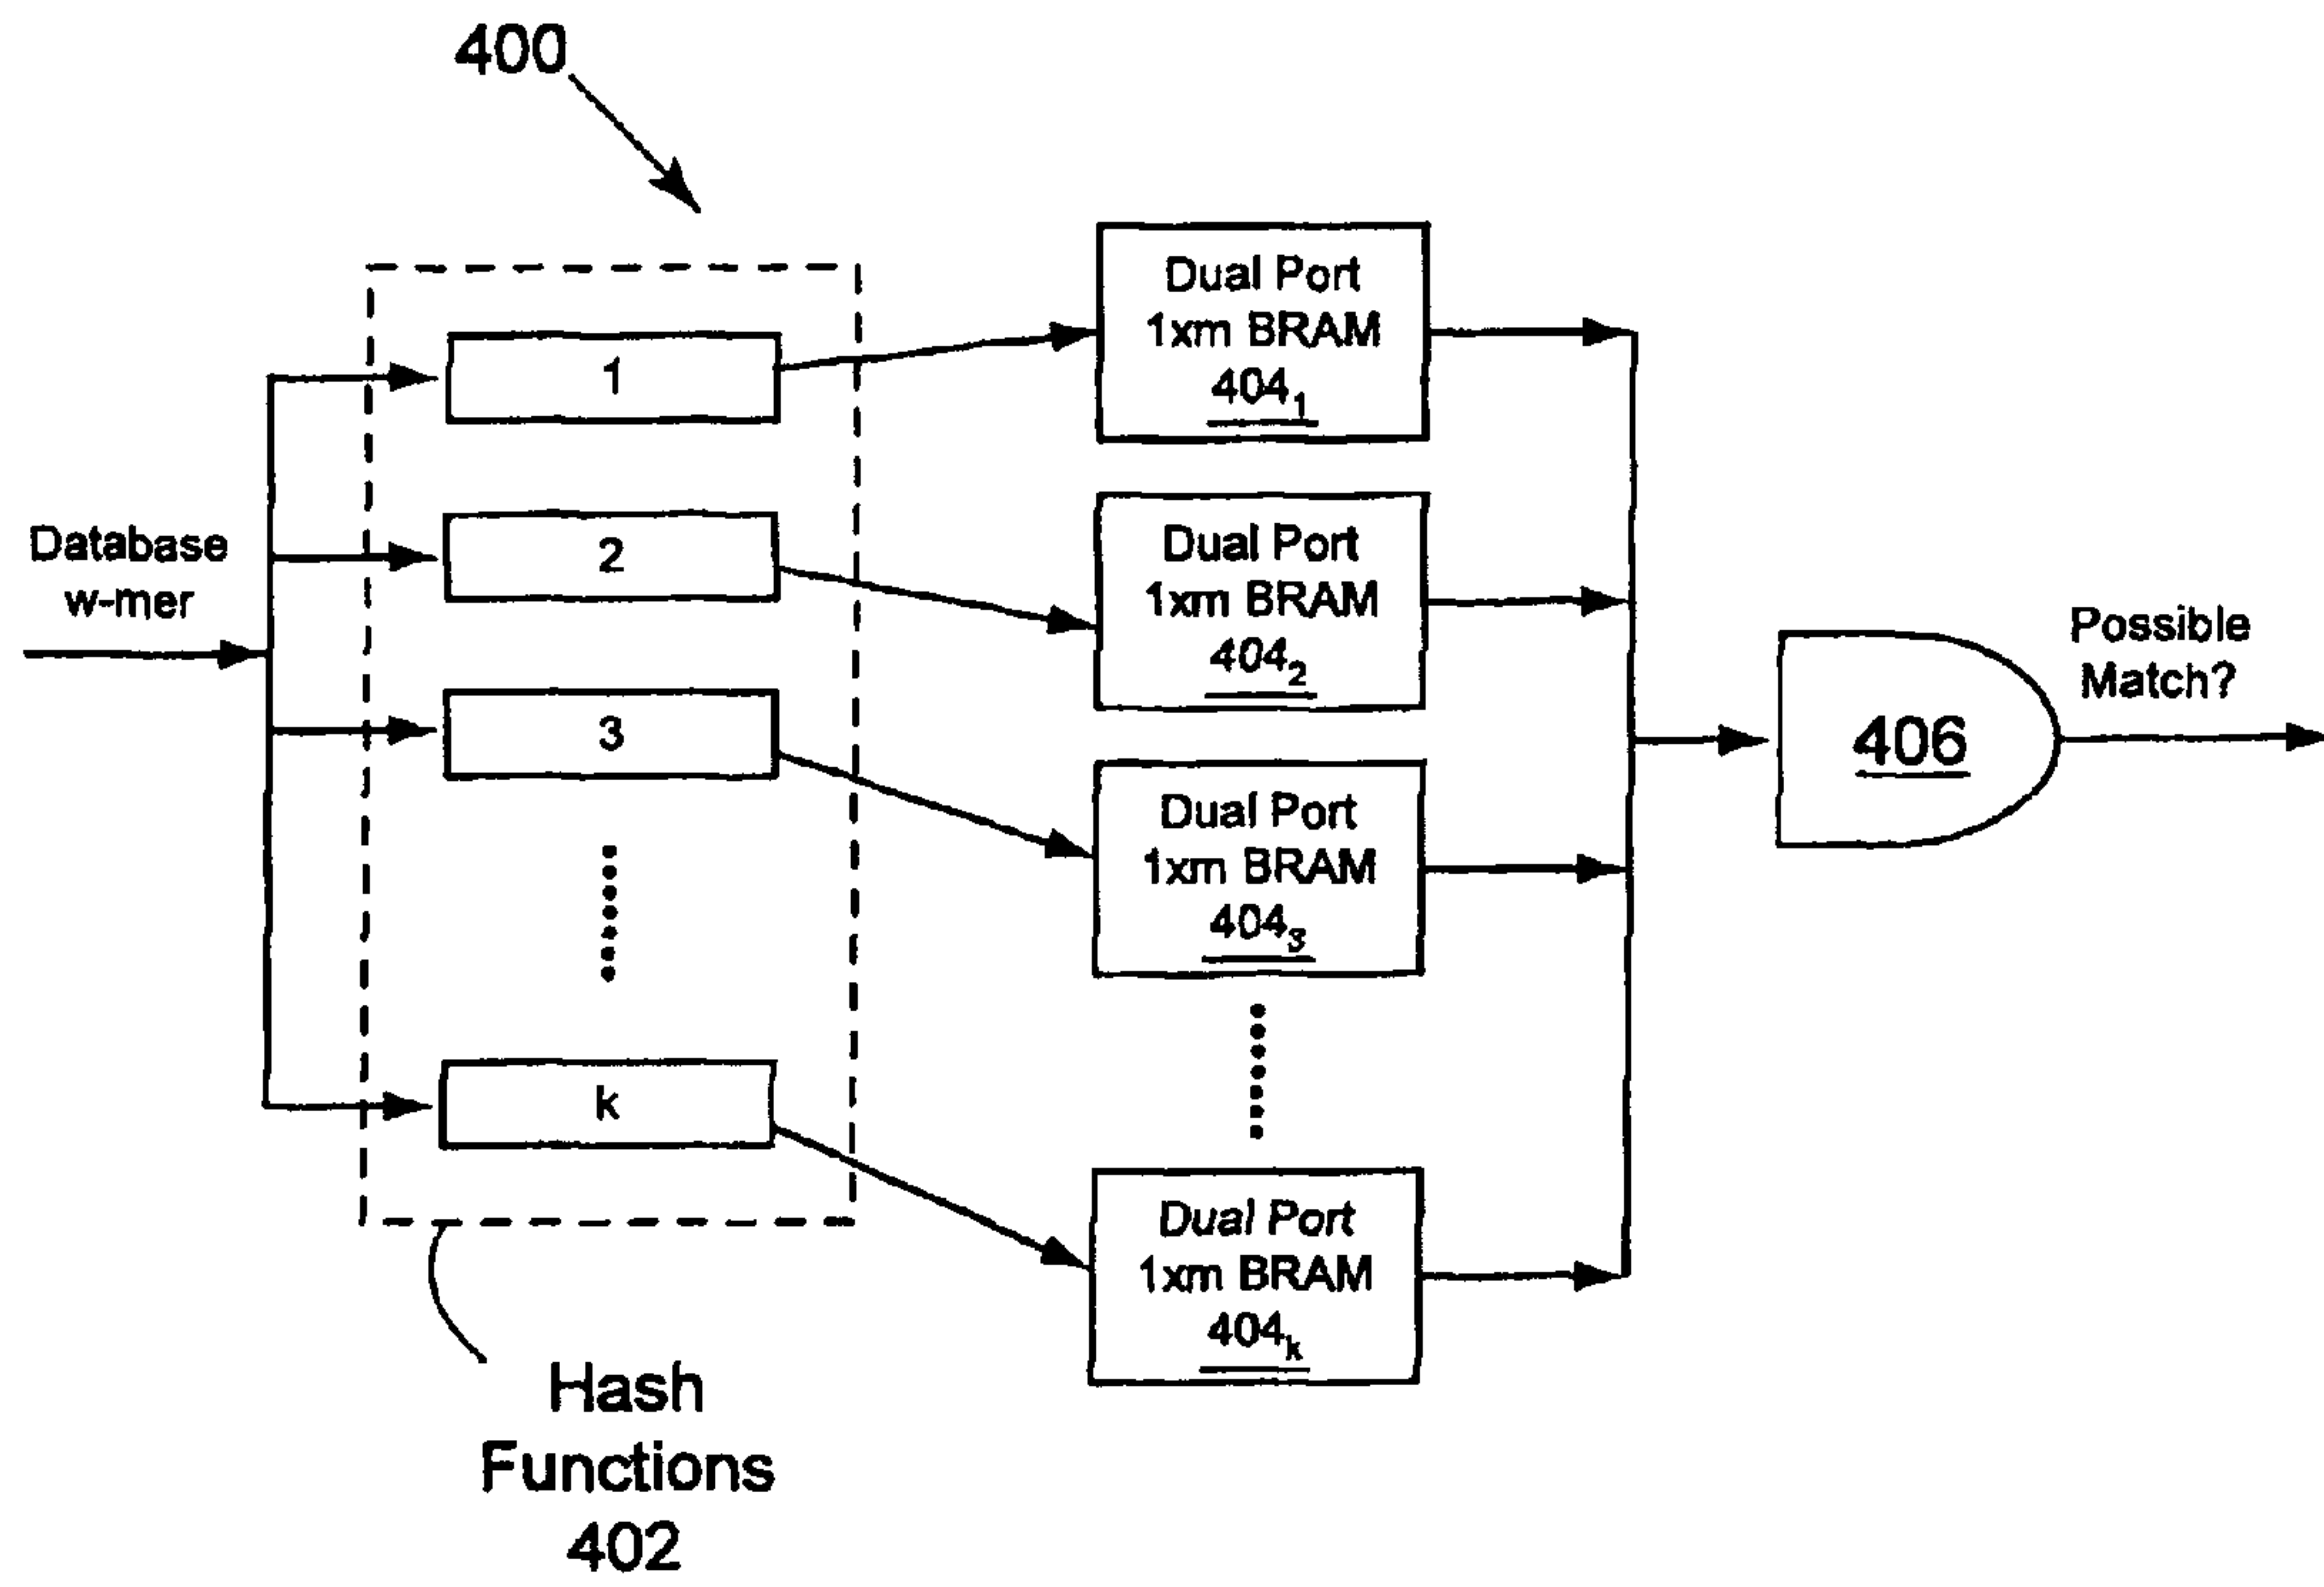 400
Database
w-mer
1
2
3
k
Hash
Functions
402
Dual Port
1xm BRAM
404₁
Dual Port
1xm BRAM
404₂
Dual Port
1xm BRAM
404₃
Dual Port
1xm BRAM
404ₖ
406
Possible
Match?